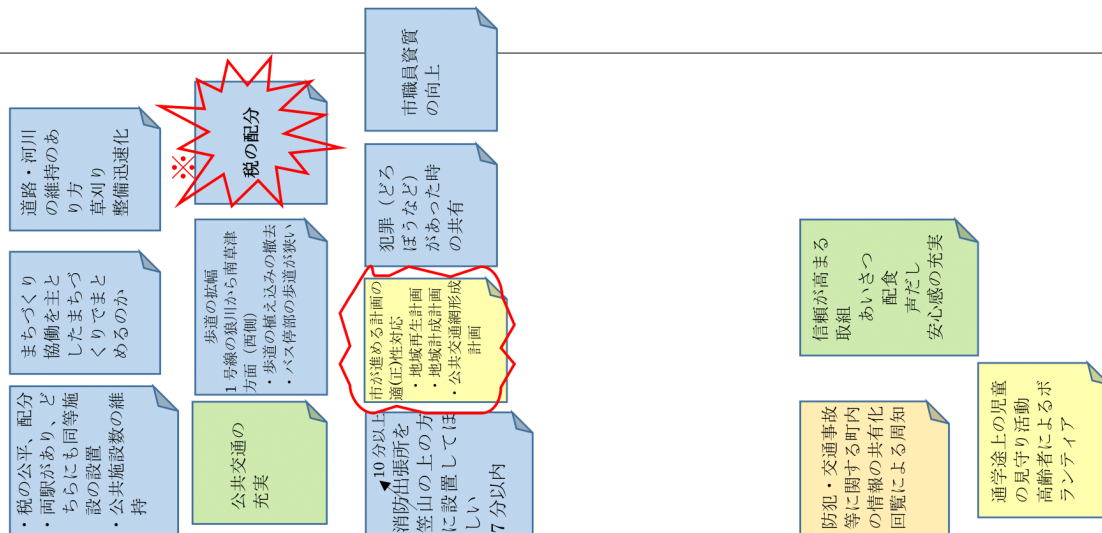 道路・河川
の維持のあ
り方
草刈り
整備迅速化
※
税の配分
市職員資質
の向上
まちづくり
協働を主と
したまちづ
くりでまと
めるのか
歩道の拡幅
1号線の狼川から南草津
方面（西側）
・歩道の植え込みの撤去
・バス停部の歩道が狭い
犯罪（どろ
ぼうなど）
があった時
の共有
市が進める計画の
適(正)性対応
・地域再生計画
・地域計成計画
・公共交通網形成
計画
・税の公平、配分
・両駅があり、ど
ちらにも同等施
設の設置
・公共施設数の維
持
公共交通の
充実
10分以上
消防出張所を
笠山の上の方
に設置してほ
しい
7分以内
信頼が高まる
取組
あいさつ
配食
声だし
安心感の充実
防犯・交通事故
等に関する町内
の情報の共有化
回覧による周知
通学途上の児童
の見守り活動
高齢者によるボ
ランティア